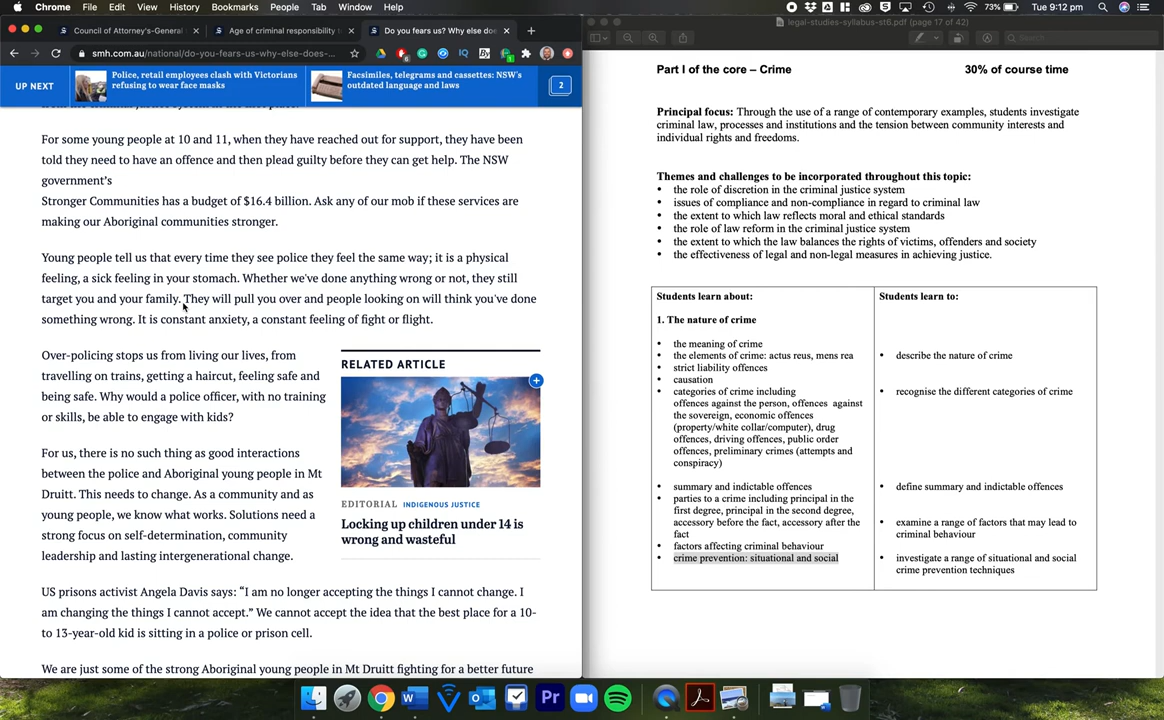 Chrome File Edit View History Bookmarks People Tab Window Help
73% Tue 9:12 pm
Council of Attorney's-General
Age of criminal responsibility
Do you fears us? Why else doe
smh.com.au/national/do-you-fears-us-why-else-does-...
legal-studies-syllabus-st6.pdf (page 17 of 42)
Search
UP NEXT
Police, retail employees clash with Victorians
refusing to wear face masks
Facsimiles, telegrams and cassettes: NSW's
outdated language and laws
2
For some young people at 10 and 11, when they have reached out for support, they have been
told they need to have an offence and then plead guilty before they can get help. The NSW
government's
Stronger Communities has a budget of $16.4 billion. Ask any of our mob if these services are
making our Aboriginal communities stronger.
Young people tell us that every time they see police they feel the same way; it is a physical
feeling, a sick feeling in your stomach. Whether we've done anything wrong or not, they still
target you and your family. They will pull you over and people looking on will think you've done
something wrong. It is constant anxiety, a constant feeling of fight or flight.
Over-policing stops us from living our lives, from
travelling on trains, getting a haircut, feeling safe and
being safe. Why would a police officer, with no training
or skills, be able to engage with kids?
For us, there is no such thing as good interactions
between the police and Aboriginal young people in Mt
Druitt. This needs to change. As a community and as
young people, we know what works. Solutions need a
strong focus on self-determination, community
leadership and lasting intergenerational change.
RELATED ARTICLE
EDITORIAL INDIGENOUS JUSTICE
Locking up children under 14 is
wrong and wasteful
US prisons activist Angela Davis says: “I am no longer accepting the things I cannot change. I
am changing the things I cannot accept.” We cannot accept the idea that the best place for a 10-
to 13-year-old kid is sitting in a police or prison cell.
We are just some of the strong Aboriginal young people in Mt Druitt fighting for a better future
Part I of the core – Crime 30% of course time
Principal focus: Through the use of a range of contemporary examples, students investigate
criminal law, processes and institutions and the tension between community interests and
individual rights and freedoms.
Themes and challenges to be incorporated throughout this topic:
• the role of discretion in the criminal justice system
• issues of compliance and non-compliance in regard to criminal law
• the extent to which law reflects moral and ethical standards
• the role of law reform in the criminal justice system
• the extent to which the law balances the rights of victims, offenders and society
• the effectiveness of legal and non-legal measures in achieving justice.
Students learn about:
1. The nature of crime
• the meaning of crime
• the elements of crime: actus reus, mens rea
• strict liability offences
• causation
• categories of crime including
offences against the person, offences against
the sovereign, economic offences
(property/white collar/computer), drug
offences, driving offences, public order
offences, preliminary crimes (attempts and
conspiracy)
• summary and indictable offences
• parties to a crime including principal in the
first degree, principal in the second degree,
accessory before the fact, accessory after the
fact
• factors affecting criminal behaviour
• crime prevention: situational and social
Students learn to:
• describe the nature of crime
• recognise the different categories of crime
• define summary and indictable offences
• examine a range of factors that may lead to
criminal behaviour
• investigate a range of situational and social
crime prevention techniques